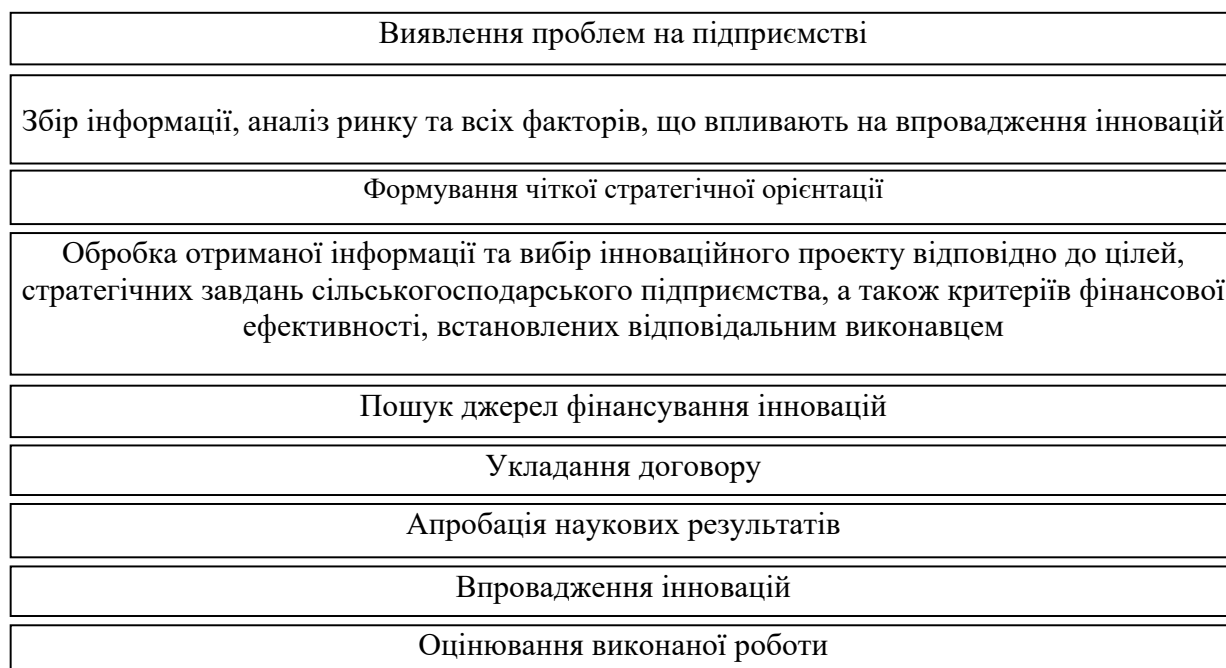 Виявлення проблем на підприємстві
Збір інформації, аналіз ринку та всіх факторів, що впливають на впровадження інновацій
Формування чіткої стратегічної орієнтації
Обробка отриманої інформації та вибір інноваційного проекту відповідно до цілей,
стратегічних завдань сільськогосподарського підприємства, а також критеріїв фінансової
ефективності, встановлених відповідальним виконавцем
Пошук джерел фінансування інновацій
Укладання договору
Апробація наукових результатів
Впровадження інновацій
Оцінювання виконаної роботи